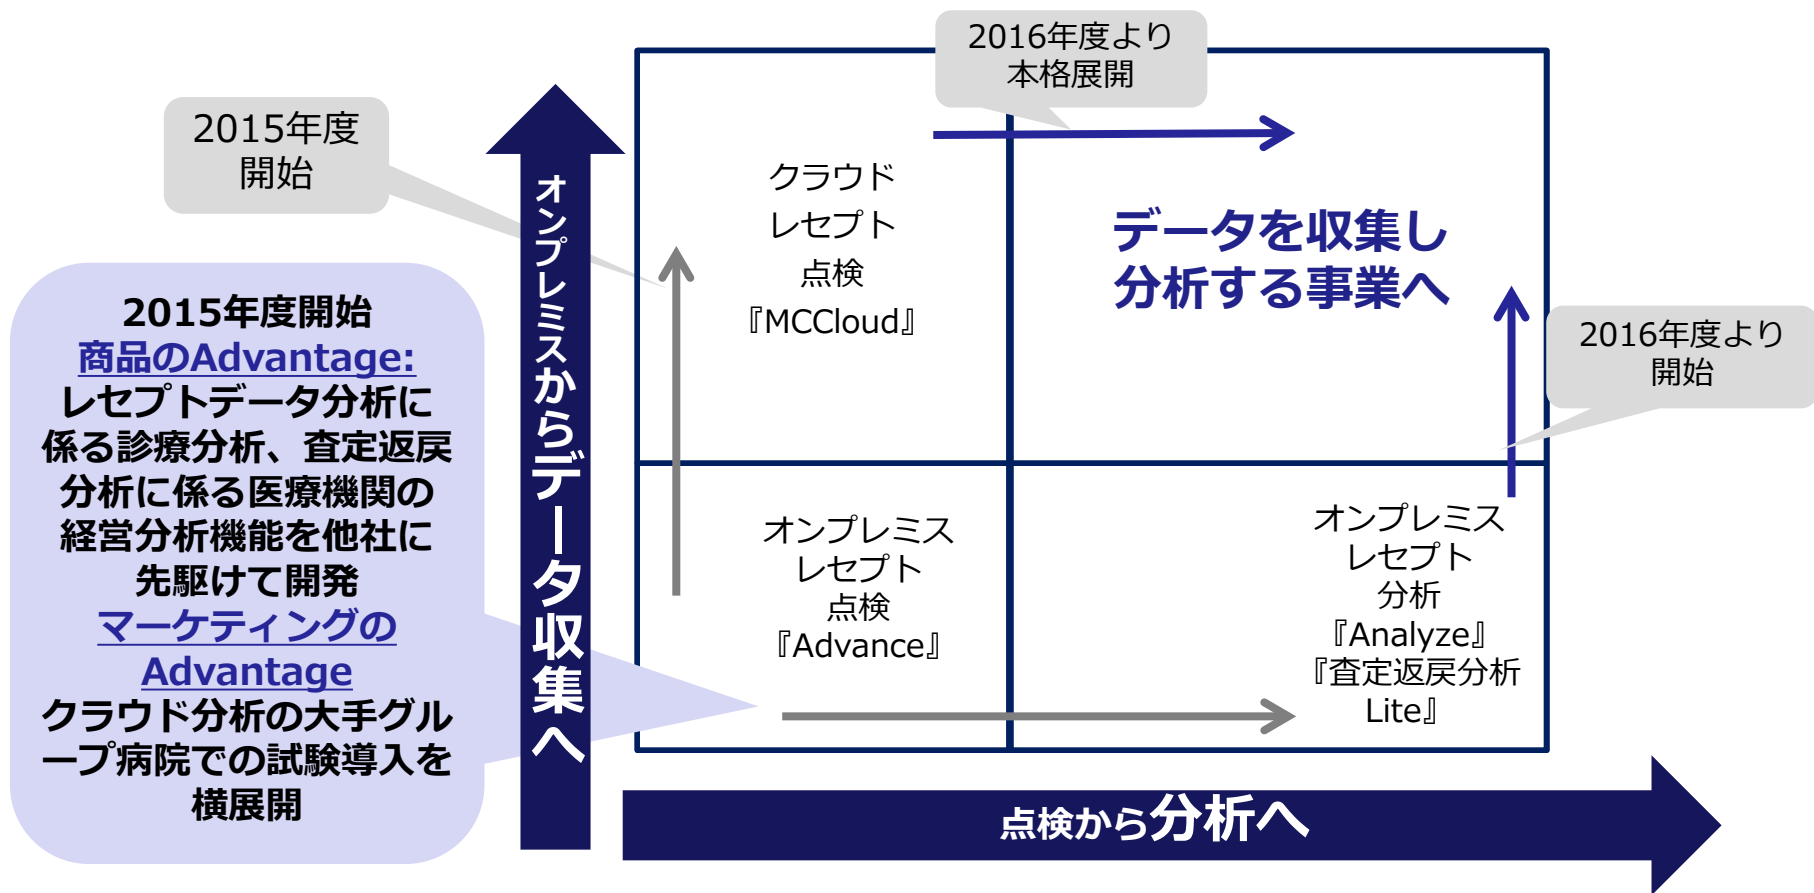 2016年度より
本格展開
2015年度
開始
クラウド
レセプト
点検
『MCCloud』
データを収集し
分析する事業へ
2016年度より
開始
オンプレミスからデータ収集へ
2015年度開始
商品のAdvantage:
レセプトデータ分析に
係る診療分析、査定返戻
分析に係る医療機関の
経営分析機能を他社に
先駆けて開発
マーケティングの
Advantage
クラウド分析の大手グル
ープ病院での試験導入を
横展開
オンプレミス
レセプト
点検
『Advance』
オンプレミス
レセプト
分析
『Analyze』
『査定返戻分析
Lite』
点検から分析へ